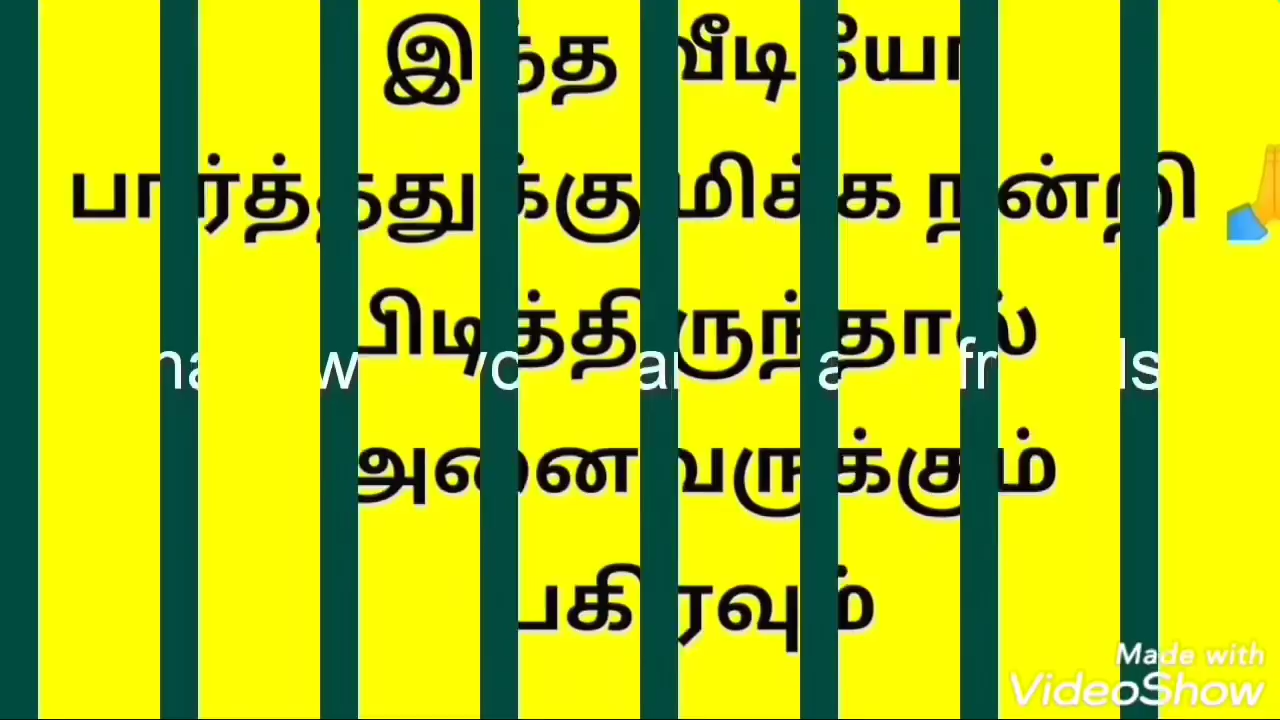 இந்த வீடியோ
பார்த்ததுக்கு மிக்க நன்றி 🙏
பிடித்திருந்தால்
அனைவருக்கும்
பகிரவும்
Made with
VideoShow